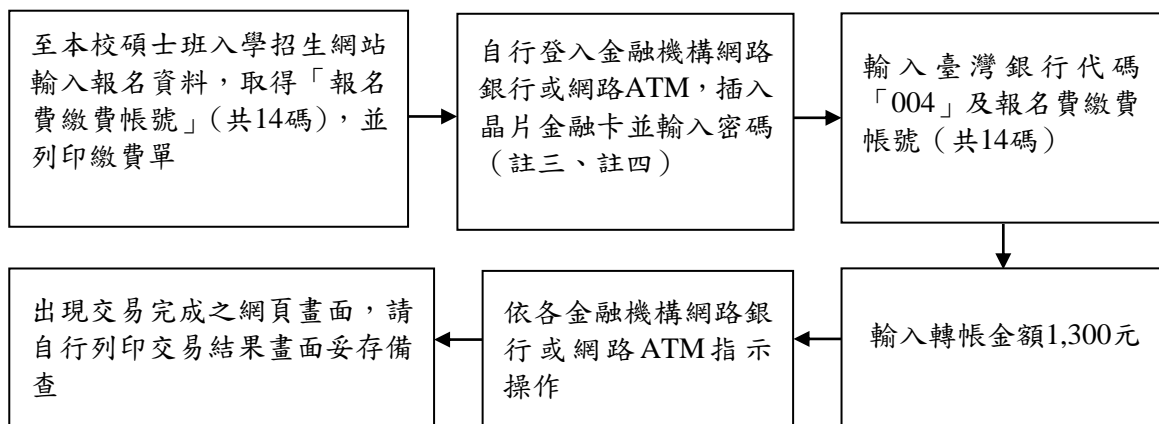 至本校碩士班入學招生網站
輸入報名資料，取得「報名
費繳費帳號」（共14碼），並
列印繳費單
自行登入金融機構網路
銀行或網路ATM，插入
晶片金融卡並輸入密碼
（註三、註四）
輸入臺灣銀行代碼
「004」及報名費繳費
帳號（共14碼）
輸入轉帳金額1,300元
依各金融機構網路銀
行或網路ATM指示
操作
出現交易完成之網頁畫面，請
自行列印交易結果畫面妥存備
查